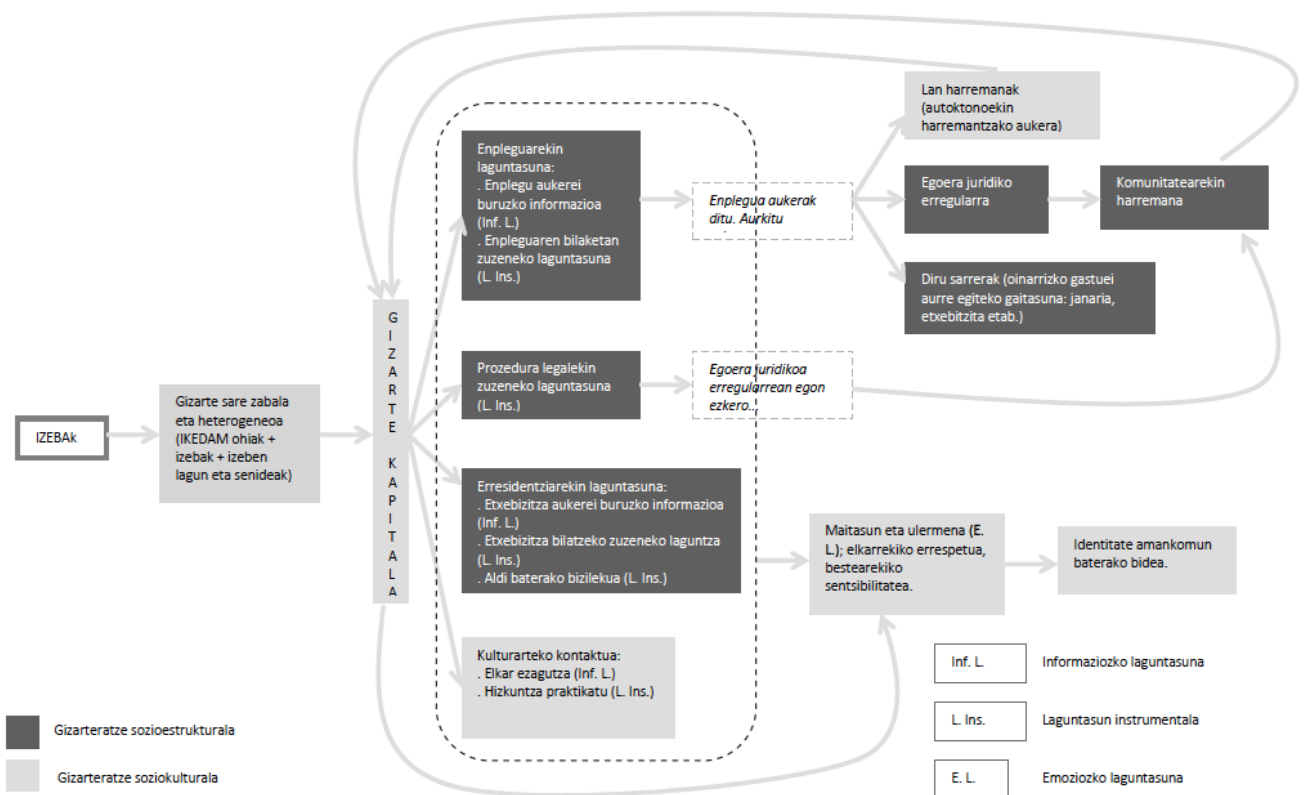 Lan harremanak
(autoktonoekin
harremantzako aukera)
Enpleguarekin
laguntasuna:
. Enplegu aukerei
buruzko informazioa
(Inf. L.)
. Enpleguaren bilaketan
zuzeneko laguntasuna
(L. Ins.)
Enplegua aukerak
ditu. Aurkitu
Egoera juridiko
erregularra
Komunitatearekin
harremana
Diru sarrerak (oinarrizko gastuei
aurre egiteko gaitasuna: janaria,
etxebitzita etab.)
G
I
Z
A
R
T
E
K
A
P
I
T
A
L
A
Prozedura legalekin
zuzeneko laguntasuna
(L. Ins.)
Egoera juridikoa
erregularrean egon
ezkero...
IZEBAk
Gizarte sare zabala
eta heterogeneoa
(IKEDAM ohiak +
izebak + izeben
lagun eta senideak)
Erresidentziarekin laguntasuna:
. Etxebizitza aukerei buruzko informazioa
(Inf. L.)
. Etxebizitza bilatzeko zuzeneko laguntza
(L. Ins.)
. Aldi baterako bizilekua (L. Ins.)
Maitasun eta ulermena (E.
L.); elkarrekiko errespetua,
bestearekiko
sentsibilitatea.
Identitate amankomun
baterako bidea.
Kulturarteko kontaktua:
. Elkar ezagutza (Inf. L.)
. Hizkuntza praktikatu (L. Ins.)
Inf. L. Informaziozko laguntasuna
L. Ins. Laguntasun instrumentala
E. L. Emoziozko laguntasuna
Gizarteratze sozioestrukturala
Gizarteratze soziokulturala